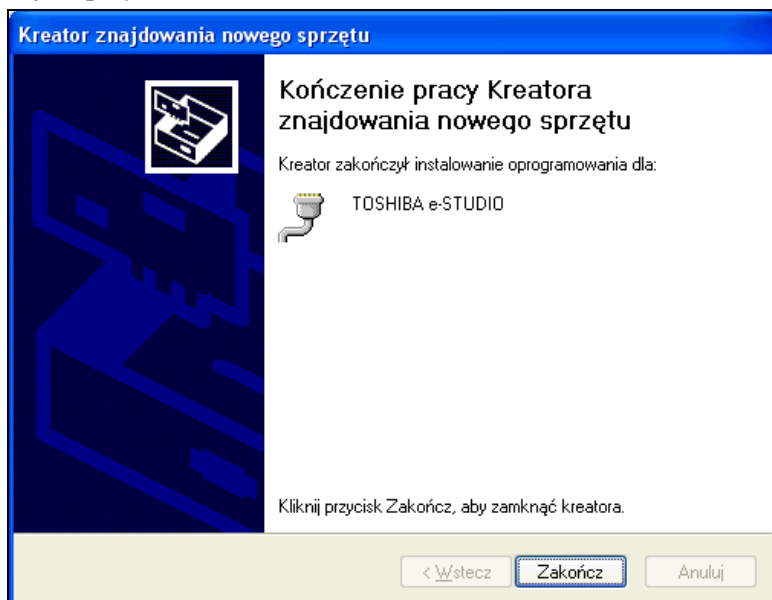 Kreator znajdowania nowego sprzętu
Kończenie pracy Kreatora
znajdowania nowego sprzętu
Kreator zakończył instalowanie oprogramowania dla:
TOSHIBA e-STUDIO
Kliknij przycisk Zakończ, aby zamknąć kreatora.
< Wstecz
Zakończ
Anuluj